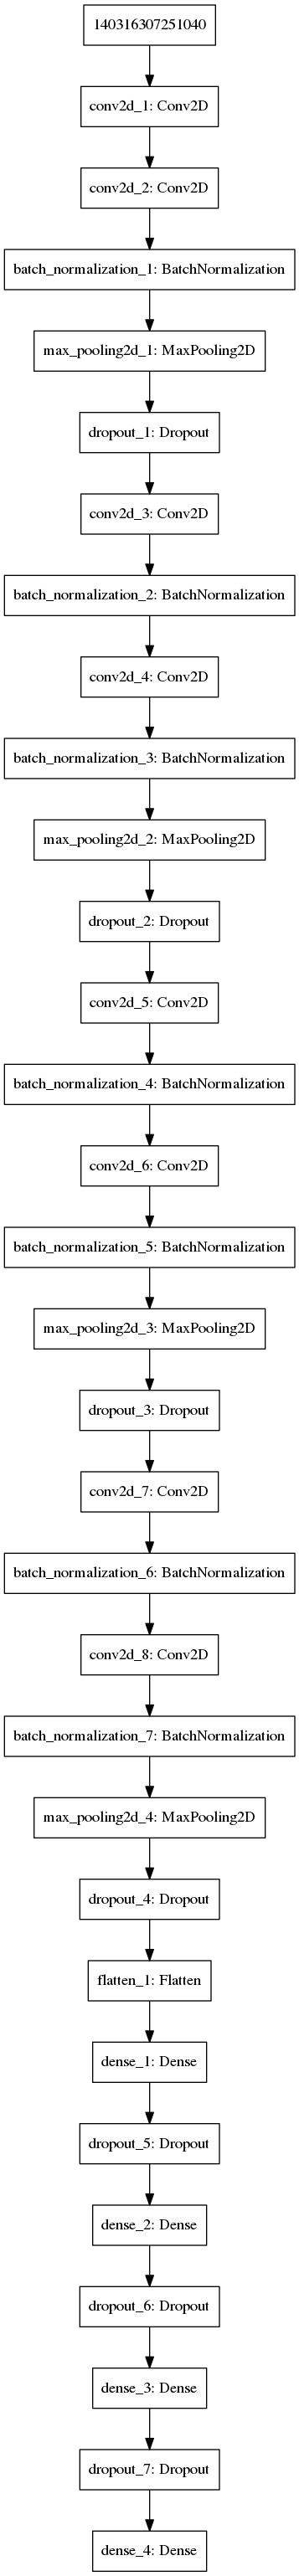 140316307251040
conv2d_1: Conv2D
conv2d_2: Conv2D
batch_normalization_1: BatchNormalization
max_pooling2d_1: MaxPooling2D
dropout_1: Dropout
conv2d_3: Conv2D
batch_normalization_2: BatchNormalization
conv2d_4: Conv2D
batch_normalization_3: BatchNormalization
max_pooling2d_2: MaxPooling2D
dropout_2: Dropout
conv2d_5: Conv2D
batch_normalization_4: BatchNormalization
conv2d_6: Conv2D
batch_normalization_5: BatchNormalization
max_pooling2d_3: MaxPooling2D
dropout_3: Dropout
conv2d_7: Conv2D
batch_normalization_6: BatchNormalization
conv2d_8: Conv2D
batch_normalization_7: BatchNormalization
max_pooling2d_4: MaxPooling2D
dropout_4: Dropout
flatten_1: Flatten
dense_1: Dense
dropout_5: Dropout
dense_2: Dense
dropout_6: Dropout
dense_3: Dense
dropout_7: Dropout
dense_4: Dense